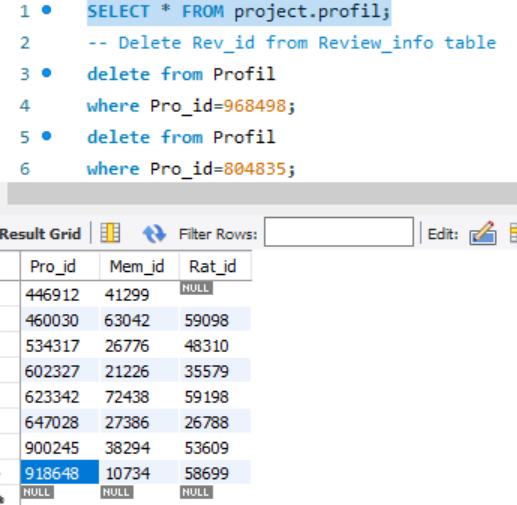 1 SELECT * FROM project.profil;
2 -- Delete Rev_id from Review_info table
3 delete from Profil
4 where Pro_id=968498;
5 delete from Profil
6 where Pro_id=804835;
Result Grid Filter Rows: Edit:
Pro_id Mem_id Rat_id
446912 41299 NULL
460030 63042 59098
534317 26776 48310
602327 21226 35579
623342 72438 59198
647028 27386 26788
900245 38294 53609
918648 10734 58699
NULL NULL NULL